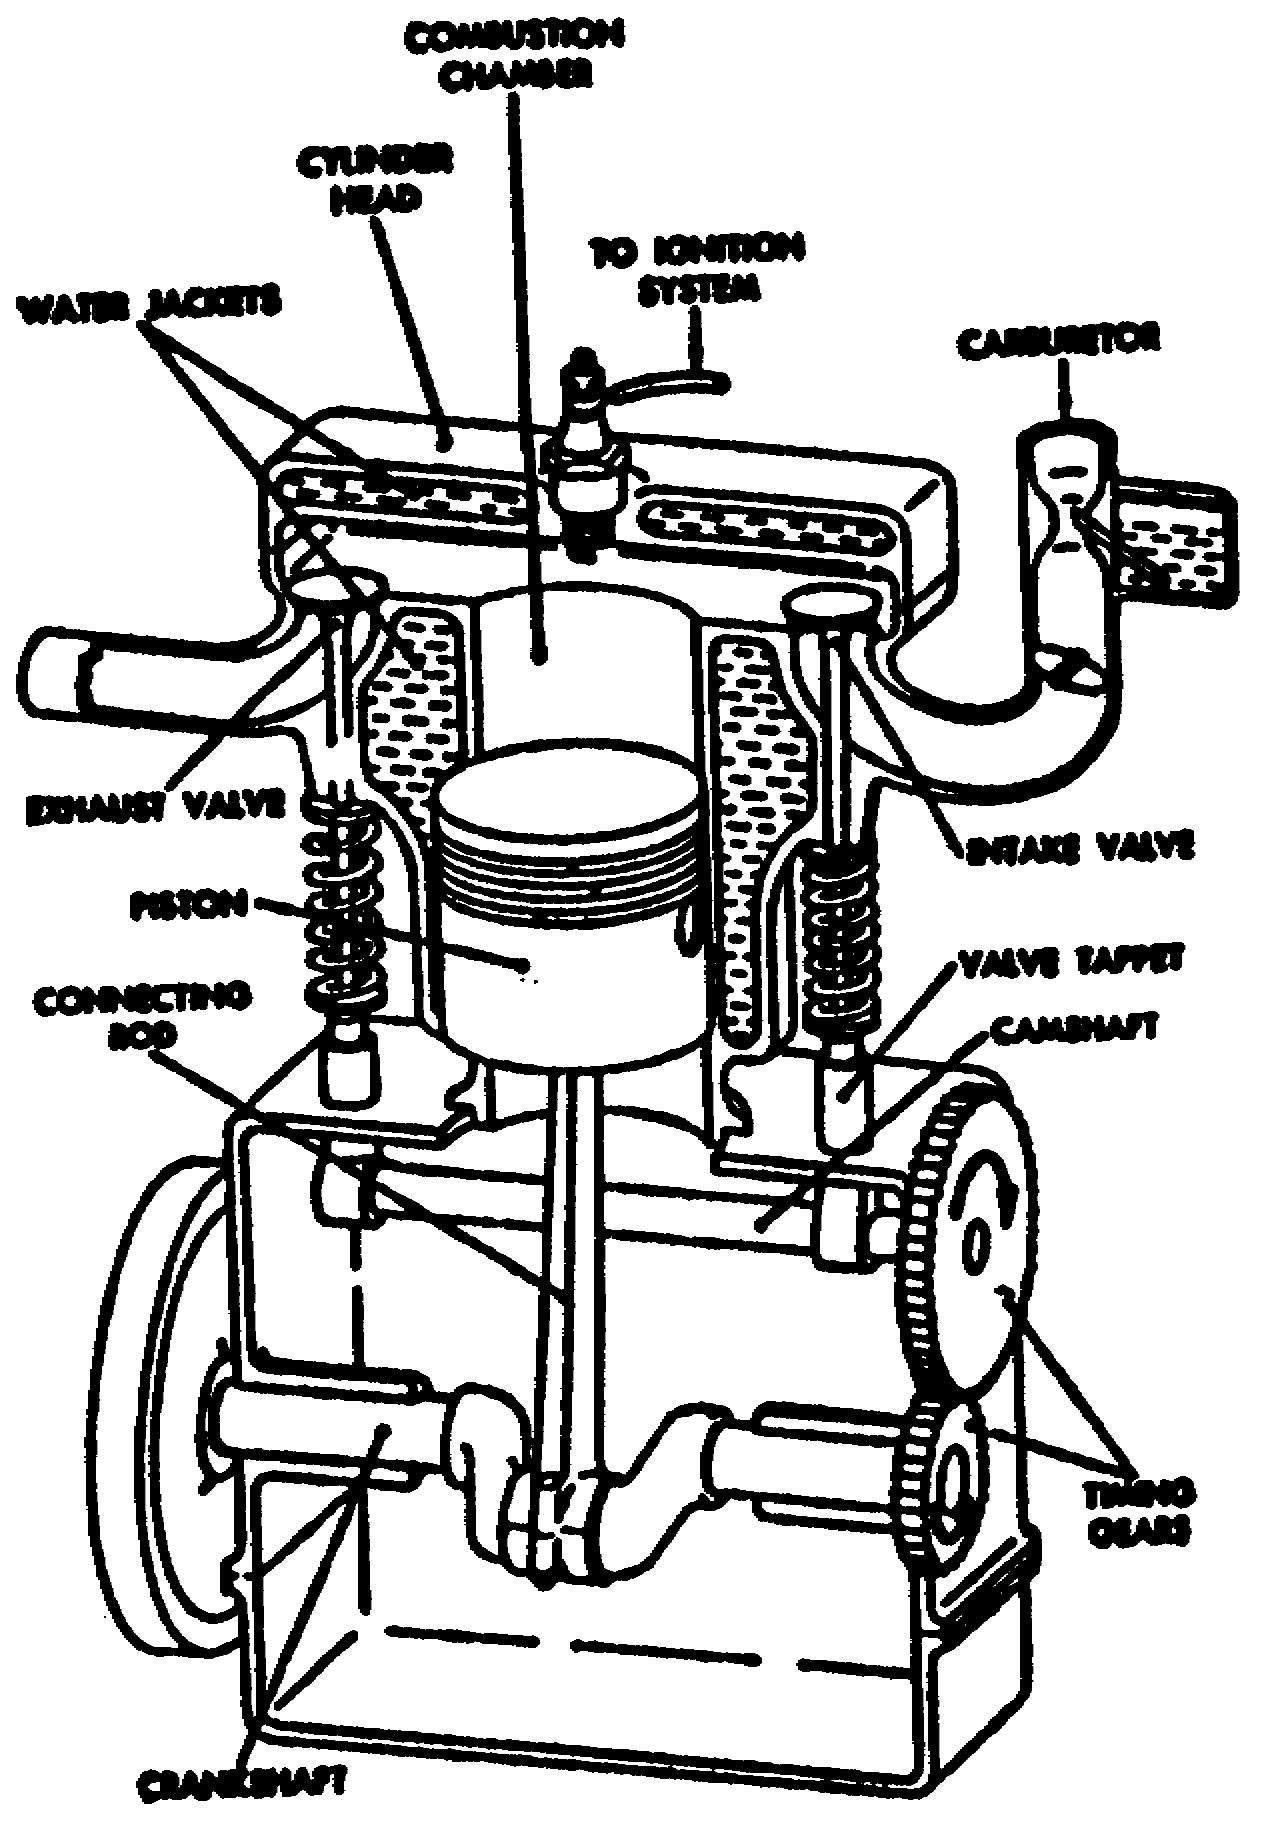 COMBUSTION
CHAMBER
CYLINDER
HEAD
TO IGNITION
SYSTEM
WATER JACKETS
CARBURETOR
EXHAUST VALVE
INTAKE VALVE
PISTON
VALVE TAPPET
CONNECTING
ROD
CAMSHAFT
TIMING
GEARS
CRANKSHAFT